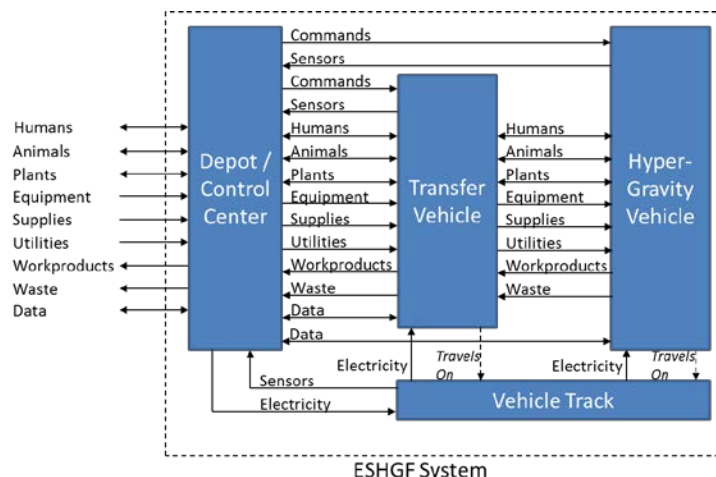 Commands
Sensors
Commands
Sensors
Humans
Animals
Plants
Equipment
Supplies
Utilities
Workproducts
Waste
Data
Depot /
Control
Center
Humans
Animals
Plants
Equipment
Supplies
Utilities
Workproducts
Waste
Data
Data
Transfer
Vehicle
Humans
Animals
Plants
Equipment
Supplies
Utilities
Workproducts
Waste
Hyper-
Gravity
Vehicle
Electricity
Travels
On
Electricity
Travels
On
Sensors
Electricity
Vehicle Track
ESHGF System